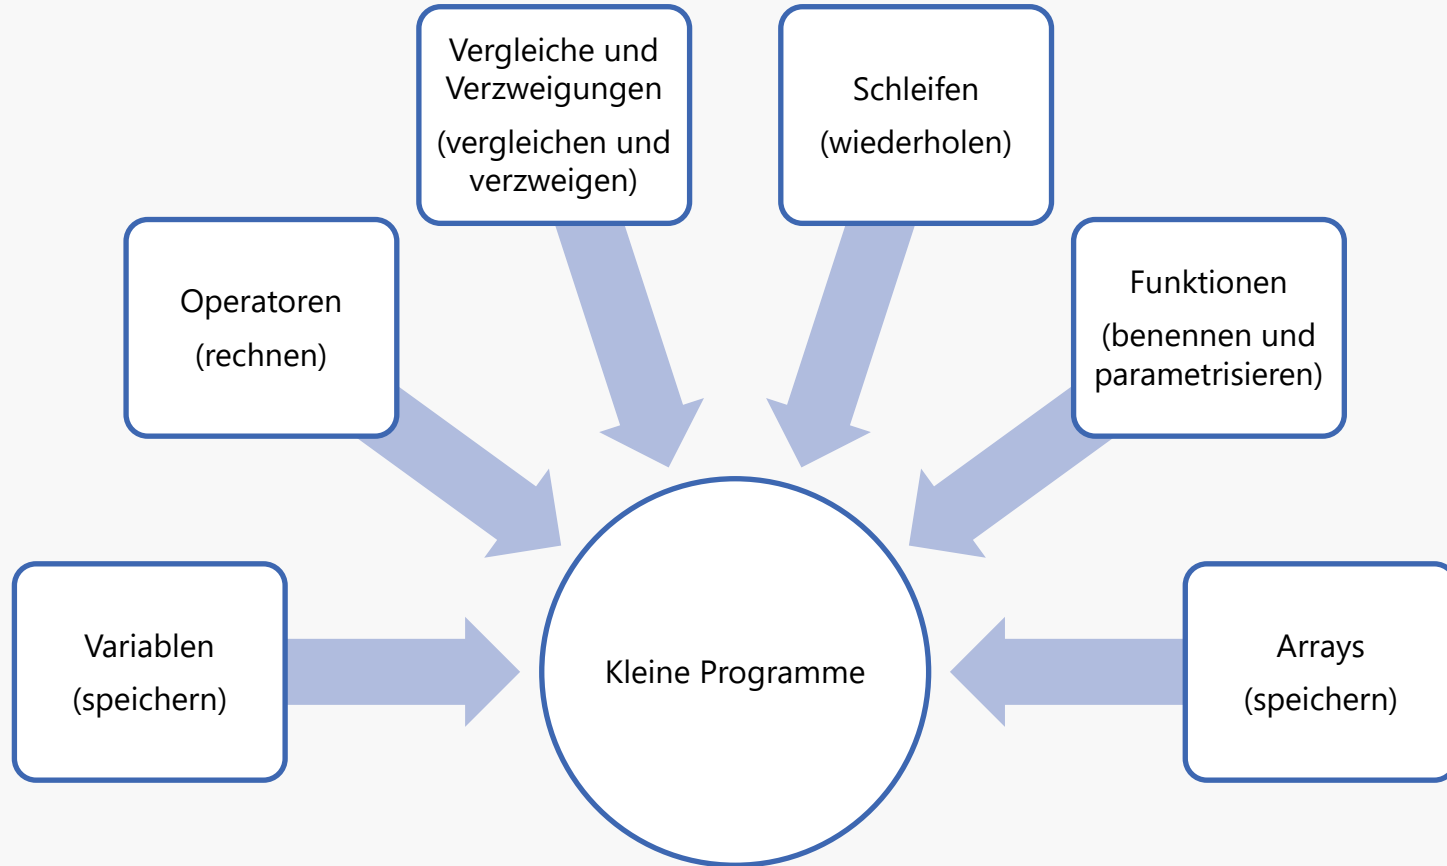 Vergleiche und
Verzweigungen
(vergleichen und
verzweigen)
Schleifen
(wiederholen)
Operatoren
(rechnen)
Funktionen
(benennen und
parametrisieren)
Variablen
(speichern)
Kleine Programme
Arrays
(speichern)